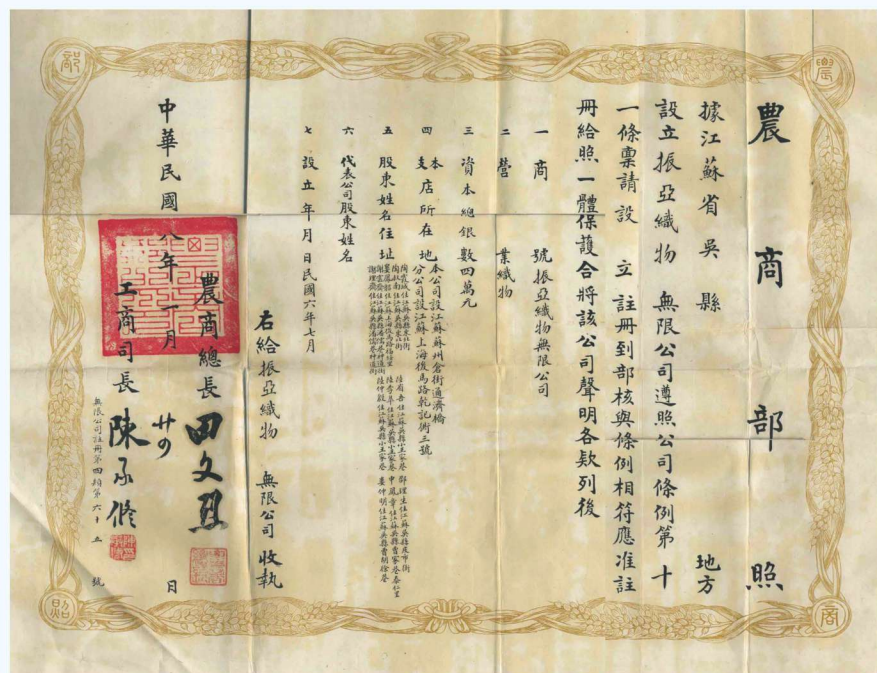 農商部照
據江蘇省吳縣 地方
設立振亞織物 無限公司遵照公司條例第 十
一條稟請設 立 註冊到部核與條例相符應准註
冊給照一體保護合將該公司聲明各欵列後
一 商 號振亞織物無限公司
二 營 業織物
三 資本總銀數四萬元
四 本支店所在地 本公司設江蘇蘇州倉街通濟橋
分公司設江蘇上海後馬路乾記衖三號
五 股東姓名住址
六 代表公司股東姓名
七 設立年月日民國六年七月
右給振亞織物 無限公司 收執
農商總長 田文烈
中華民國八年一月 廿四 日
工商司長 陳承修
無限公司註冊第四類第六十五 號
部
農
照
商